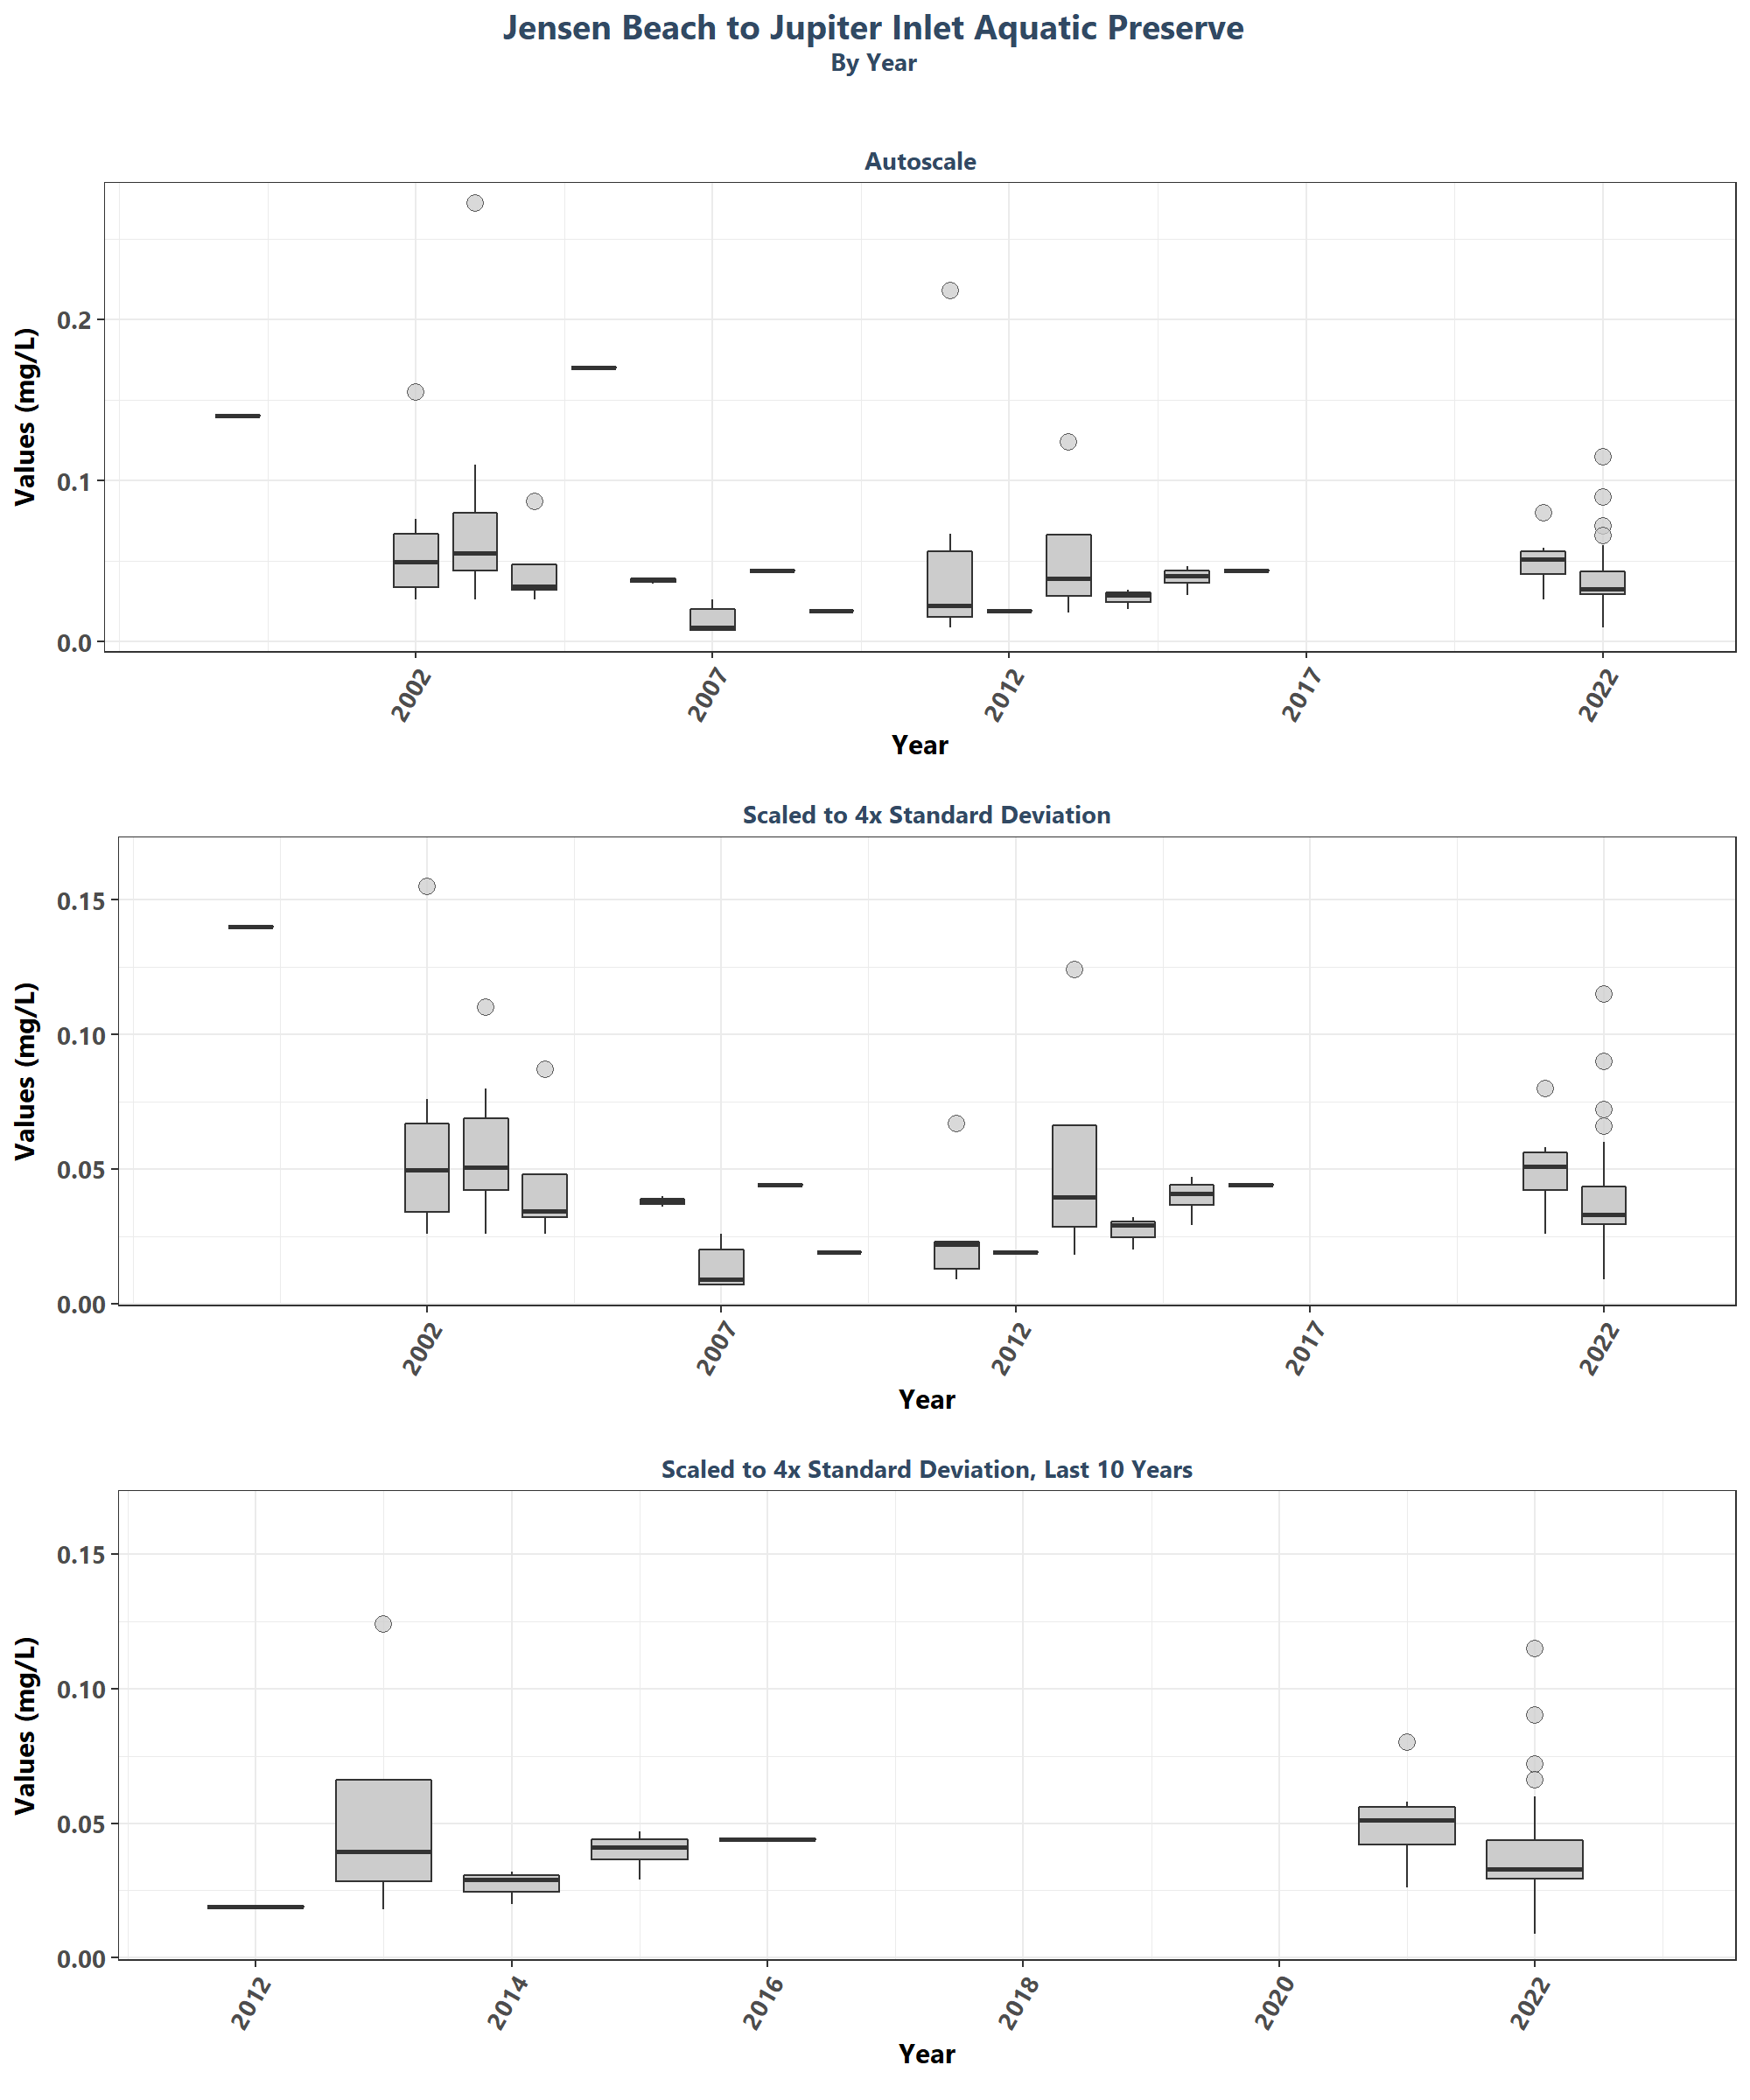 Jensen Beach to Jupiter Inlet Aquatic Preserve
By Year
Autoscale
Values (mg/L)
0.2
0.1
0.0
2002
2007
2012
2017
2022
Year
Scaled to 4x Standard Deviation
Values (mg/L)
0.15
0.10
0.05
0.00
2002
2007
2012
2017
2022
Year
Scaled to 4x Standard Deviation, Last 10 Years
Values (mg/L)
0.15
0.10
0.05
0.00
2012
2014
2016
2018
2020
2022
Year